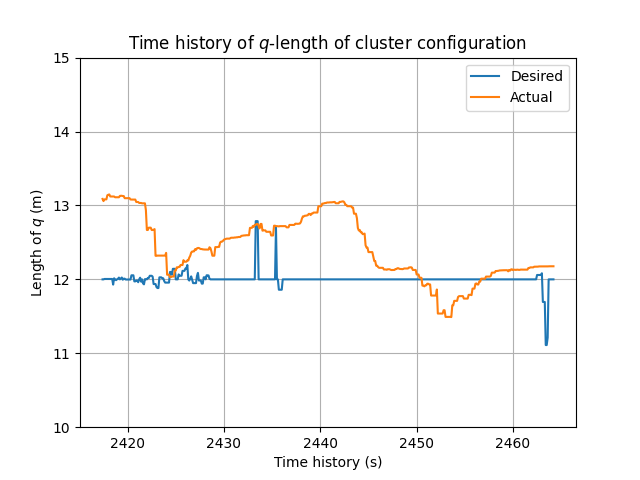 Time history of q-length of cluster configuration
Desired
Actual
Length of q (m)
15
14
13
12
11
10
2420 2430 2440 2450 2460
Time history (s)